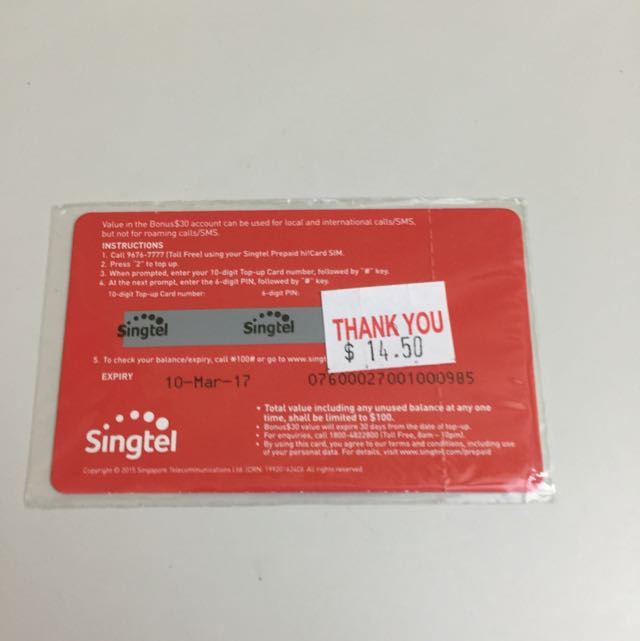 Value in the Bonus$30 account can be used for local and international calls/SMS,
but not for roaming calls/SMS.
INSTRUCTIONS
1. Call 9676-7777 (Toll Free) using your Singtel Prepaid hi!Card SIM.
2. Press "2" to top up.
3. When prompted, enter your 10-digit Top-up Card number, followed by "#" key.
4. At the next prompt, enter the 6-digit PIN, followed by "#" key.
10-digit Top-up Card number: 6-digit PIN:
Singtel Singtel
THANK YOU
$ 14.50
5. To check your balance/expiry, call *100# or go to www.singt
EXPIRY 10-Mar-17 07600027001000985
• Total value including any unused balance at any one
time, shall be limited to $100.
• Bonus$30 value will expire 30 days from the date of top-up.
• For enquiries, call 1800-4822800 (Toll Free, 8am - 10pm).
• By using this card, you agree to our terms and conditions, including use
of your personal data. For details, visit www.singtel.com/prepaid
Singtel
Copyright © 2015 Singapore Telecommunications Ltd. (CRN: 199201624D). All rights reserved.